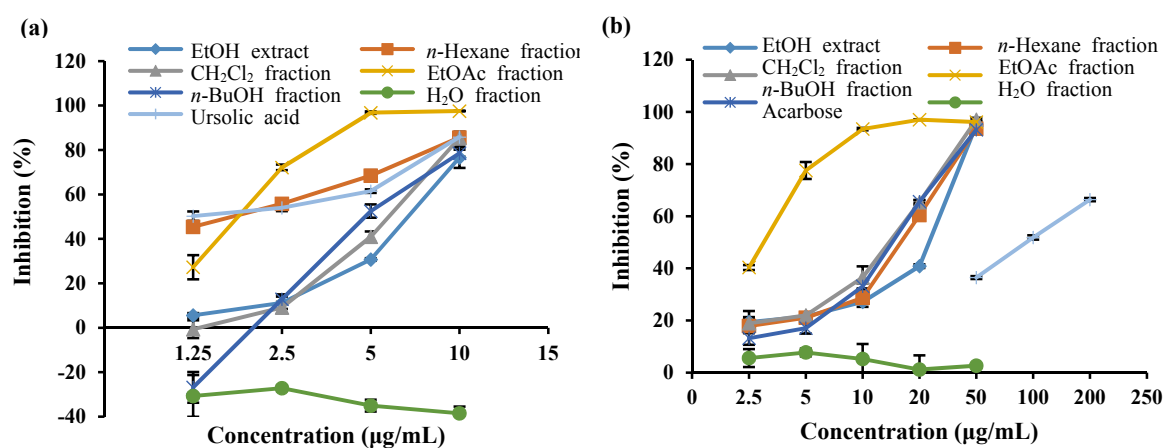 (a)
EtOH extract n-Hexane fraction
CH₂Cl₂ fraction EtOAc fraction
n-BuOH fraction H₂O fraction
Ursolic acid
Inhibition (%)
120
100
80
60
40
20
0
-20
-40
1.25 2.5 5 10 15
Concentration (µg/mL)
(b)
EtOH extract n-Hexane fraction
CH₂Cl₂ fraction EtOAc fraction
n-BuOH fraction H₂O fraction
Acarbose
Inhibition (%)
120
100
80
60
40
20
0
0 2.5 5 10 20 50 100 200 250
Concentration (µg/mL)